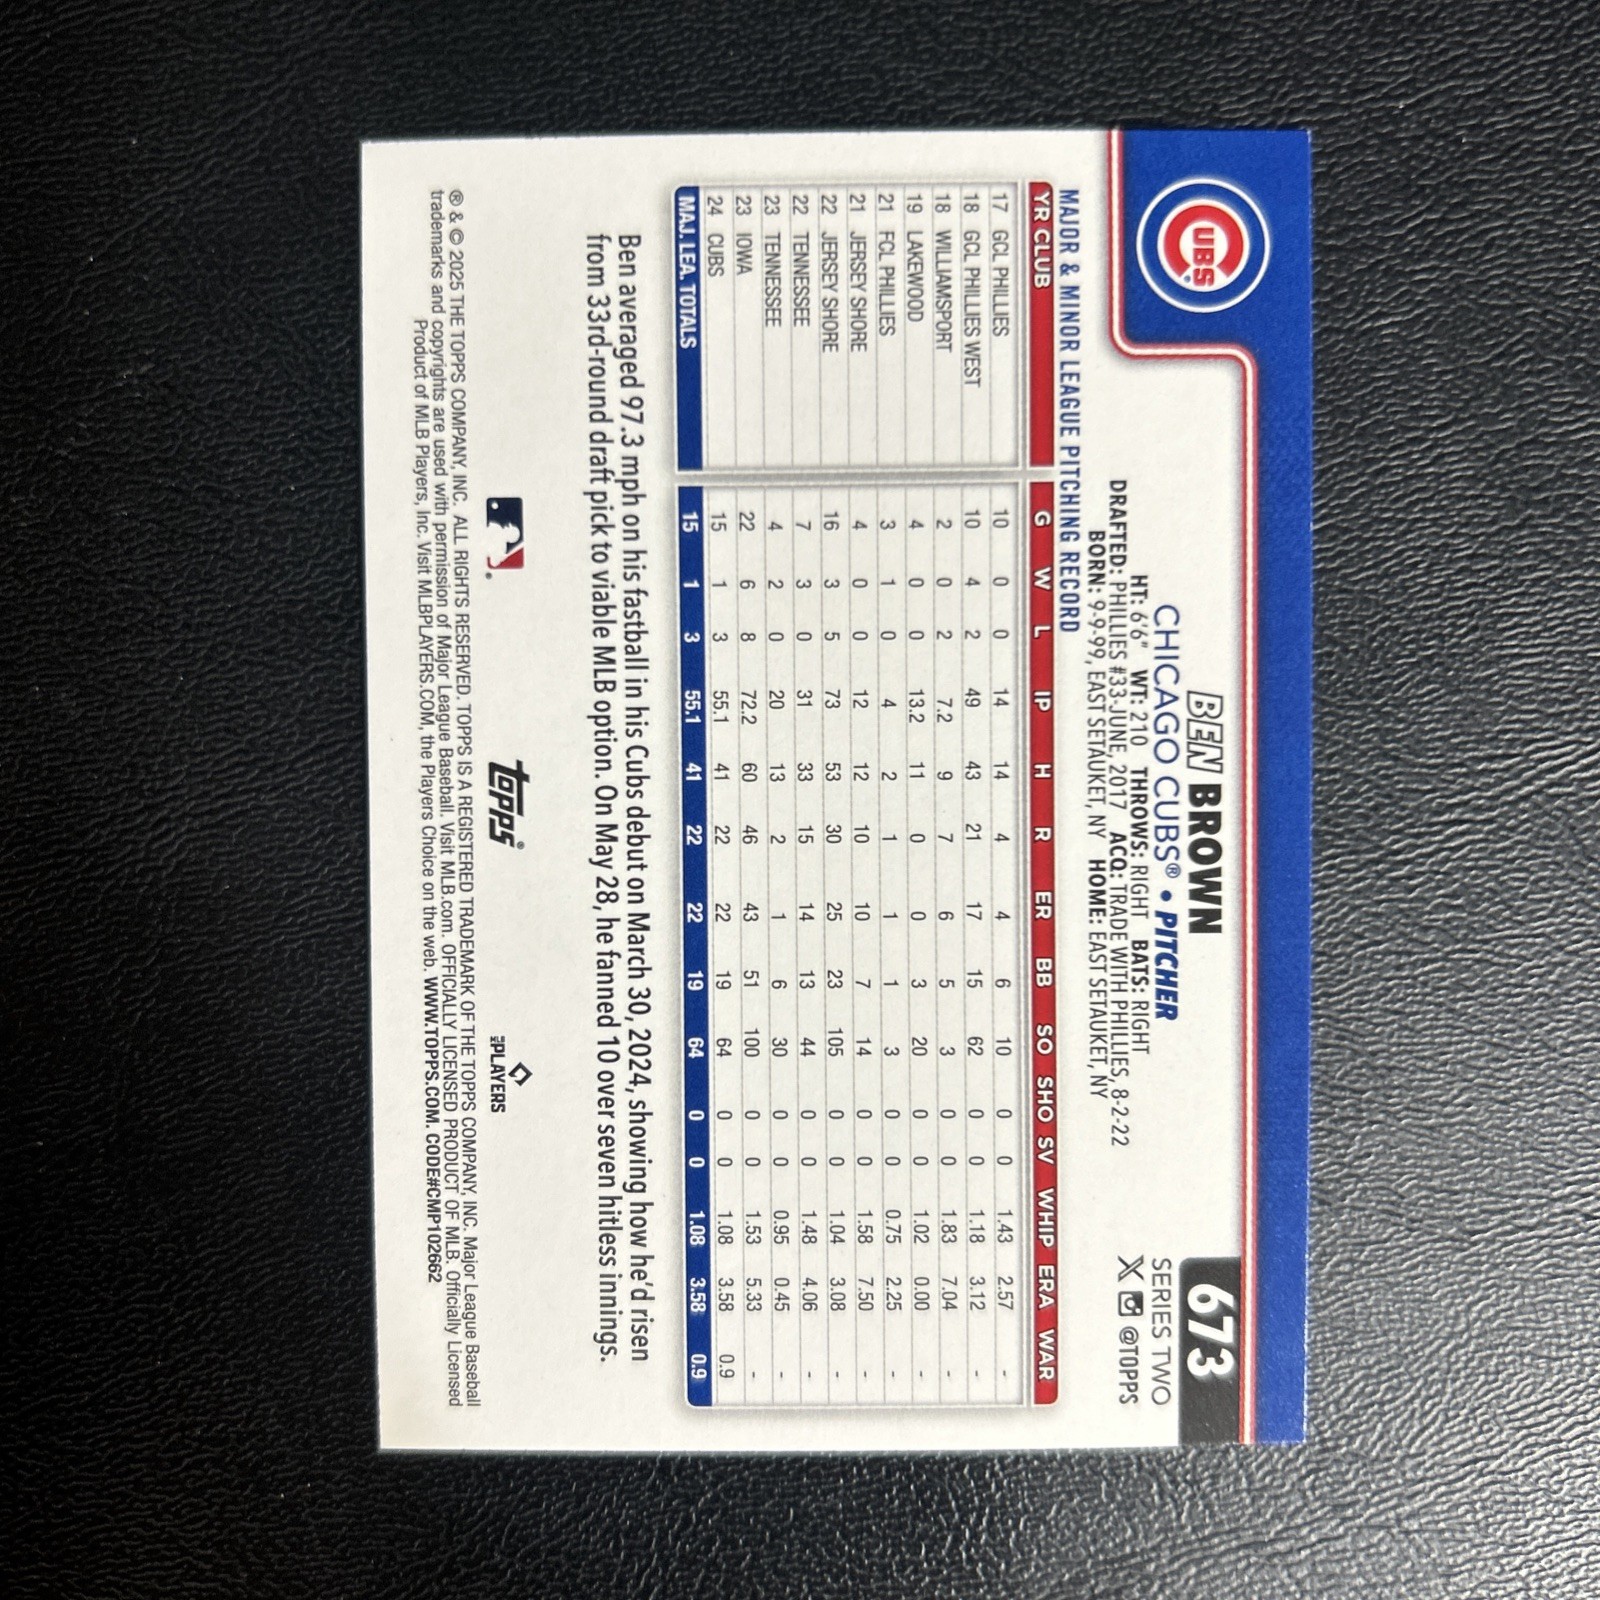 CUBS
BEN BROWN
673
CHICAGO CUBS® • PITCHER
SERIES TWO
HT: 6'6" WT: 210 THROWS: RIGHT BATS: RIGHT
@TOPPS
DRAFTED: PHILLIES #33-JUNE, 2017 ACQ: TRADE WITH PHILLIES, 8-2-22
BORN: 9-9-99, EAST SETAUKET, NY HOME: EAST SETAUKET, NY
MAJOR & MINOR LEAGUE PITCHING RECORD
YR CLUB G W L IP H R ER BB SO SHO SV WHIP ERA WAR
17 GCL PHILLIES 10 0 0 14 14 4 4 6 10 0 0 1.43 2.57 -
18 GCL PHILLIES WEST 10 4 2 49 43 21 17 15 62 0 0 1.18 3.12 -
18 WILLIAMSPORT 2 0 2 7.2 9 7 6 5 3 0 0 1.83 7.04 -
19 LAKEWOOD 4 0 0 13.2 11 0 0 3 20 0 0 1.02 0.00 -
21 FCL PHILLIES 3 1 0 4 2 1 1 1 3 0 0 0.75 2.25 -
21 JERSEY SHORE 4 0 0 12 12 10 10 7 14 0 0 1.58 7.50 -
22 JERSEY SHORE 16 3 5 73 53 30 25 23 105 0 0 1.04 3.08 -
22 TENNESSEE 7 3 0 31 33 15 14 13 44 0 0 1.48 4.06 -
23 TENNESSEE 4 2 0 20 13 2 1 6 30 0 0 0.95 0.45 -
23 IOWA 22 6 8 72.2 60 46 43 51 100 0 0 1.53 5.33 -
24 CUBS 15 1 3 55.1 41 22 22 19 64 0 0 1.08 3.58 0.9
MAJ. LEA. TOTALS 15 1 3 55.1 41 22 22 19 64 0 0 1.08 3.58 0.9
Ben averaged 97.3 mph on his fastball in his Cubs debut on March 30, 2024, showing how he'd risen
from 33rd-round draft pick to viable MLB option. On May 28, he fanned 10 over seven hitless innings.
topps®
MLB PLAYERS
® & © 2025 THE TOPPS COMPANY, INC. ALL RIGHTS RESERVED. TOPPS IS A REGISTERED TRADEMARK OF THE TOPPS COMPANY, INC. Major League Baseball
trademarks and copyrights are used with permission of Major League Baseball. Visit MLB.com. OFFICIALLY LICENSED PRODUCT OF MLB. Officially Licensed
Product of MLB Players, Inc. Visit MLBPLAYERS.COM, the Players Choice on the web. WWW.TOPPS.COM. CODE#CMP102662